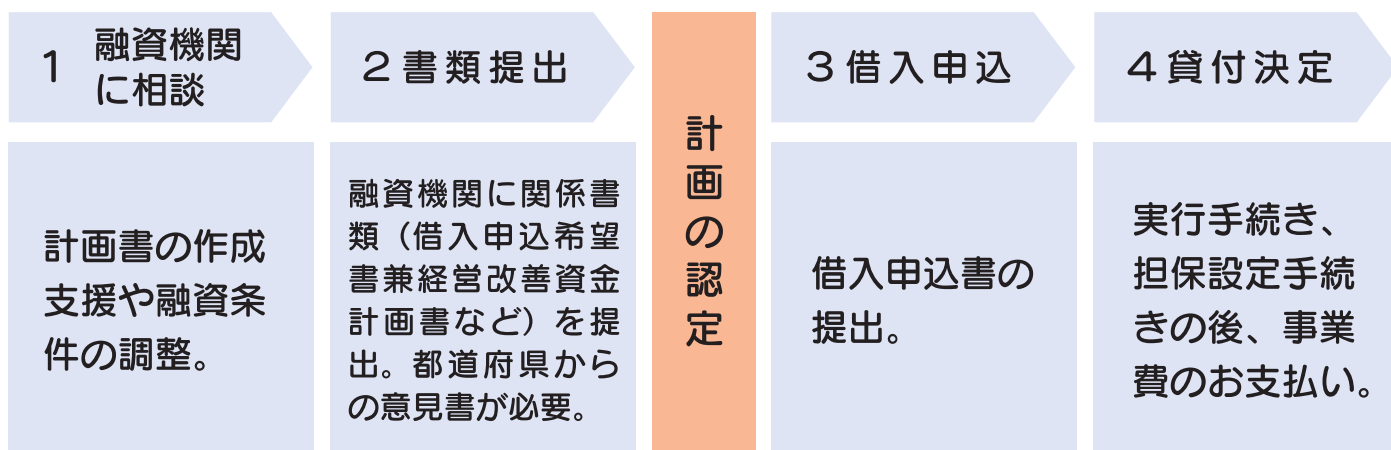 1 融資機関
に相談
計画書の作成
支援や融資条
件の調整。
2 書類提出
融資機関に関係書
類（借入申込希望
書兼経営改善資金
計画書など）を提
出。都道府県から
の意見書が必要。
計画の認定
3 借入申込
借入申込書の
提出。
4 貸付決定
実行手続き、
担保設定手続
きの後、事業
費のお支払い。